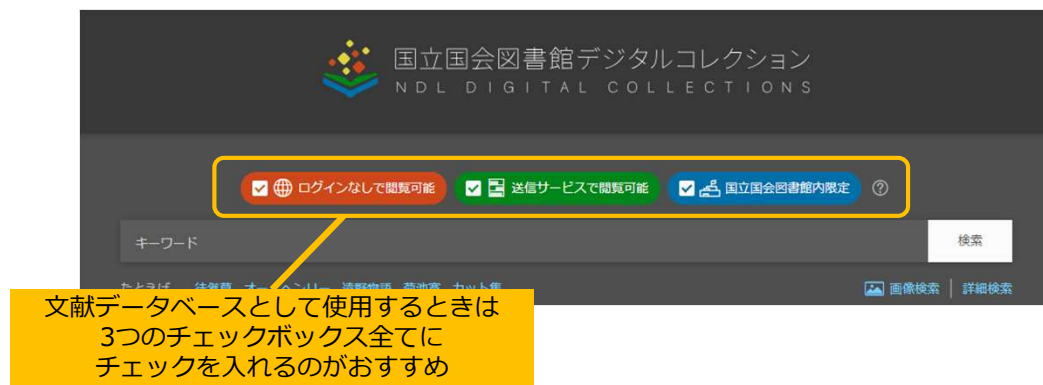 国立国会図書館デジタルコレクション
NDL DIGITAL COLLECTIONS
ログインなしで閲覧可能 送信サービスで閲覧可能 国立国会図書館内限定 ?
キーワード 検索
画像検索 | 詳細検索
文献データベースとして使用するときは
3つのチェックボックス全てに
チェックを入れるのがおすすめ